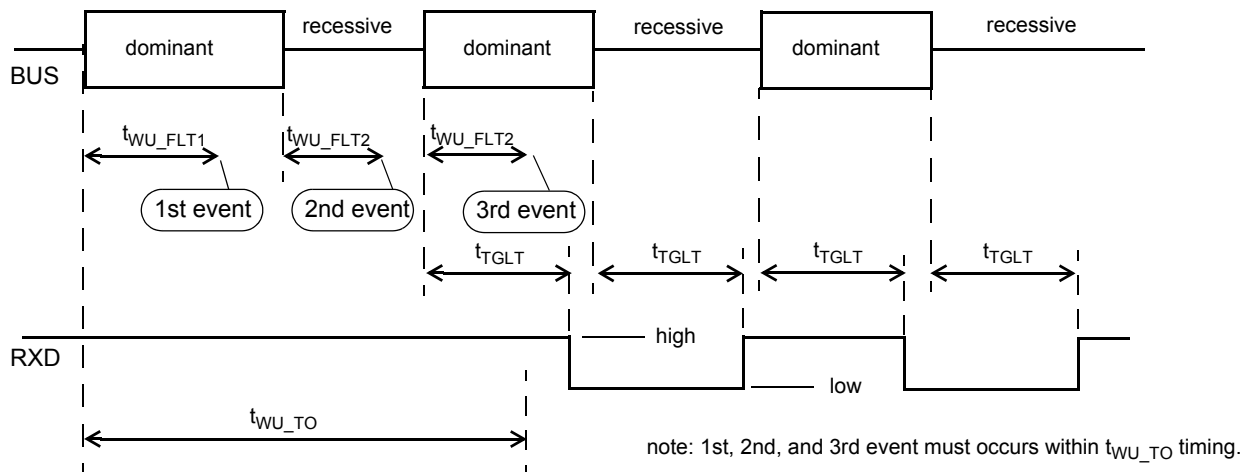 recessive recessive recessive
dominant dominant dominant
BUS
tWU_FLT1 tWU_FLT2 tWU_FLT2
1st event 2nd event 3rd event
tTGLT tTGLT tTGLT tTGLT
high
RXD
low
tWU_TO
note: 1st, 2nd, and 3rd event must occurs within tWU_TO timing.